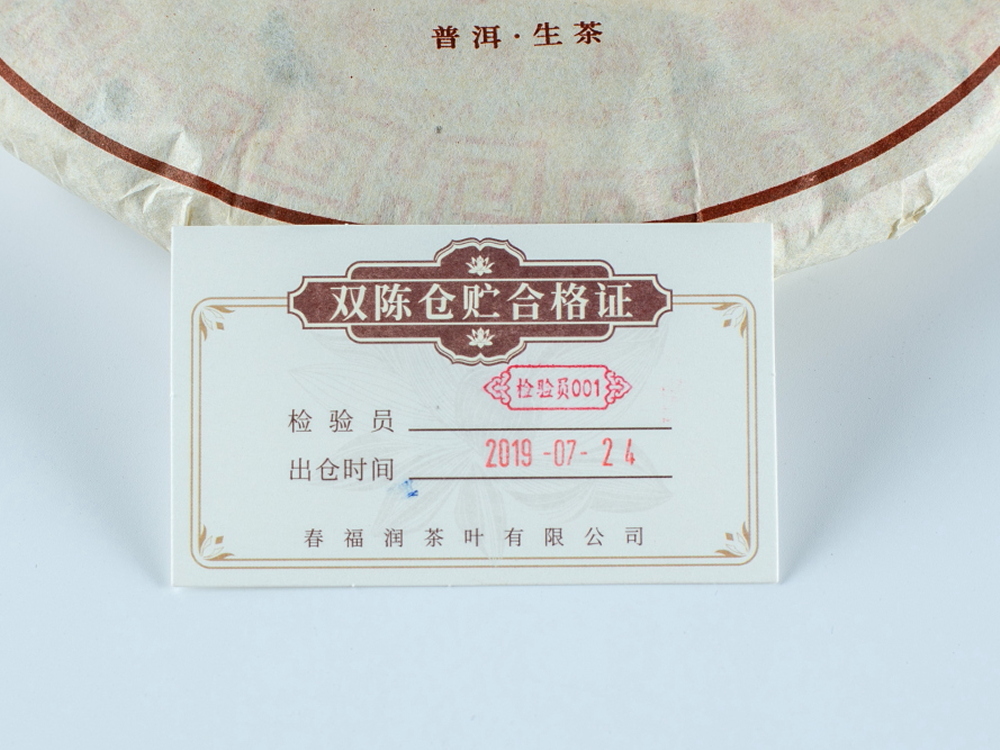 普洱·生茶
双陈仓贮合格证
检验员 检验员001
出仓时间 2019-07-24
春福润茶叶有限公司